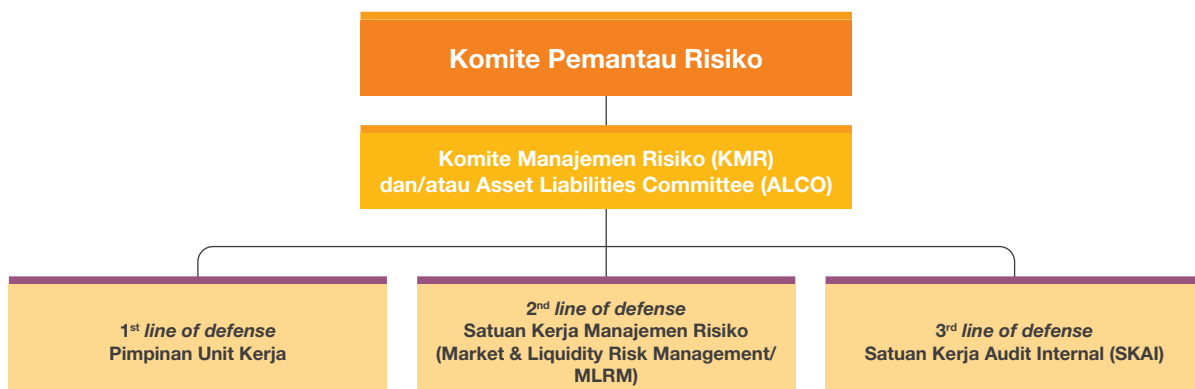 Komite Pemantau Risiko
Komite Manajemen Risiko (KMR)
dan/atau Asset Liabilities Committee (ALCO)
1st line of defense
Pimpinan Unit Kerja
2nd line of defense
Satuan Kerja Manajemen Risiko
(Market & Liquidity Risk Management/
MLRM)
3rd line of defense
Satuan Kerja Audit Internal (SKAI)